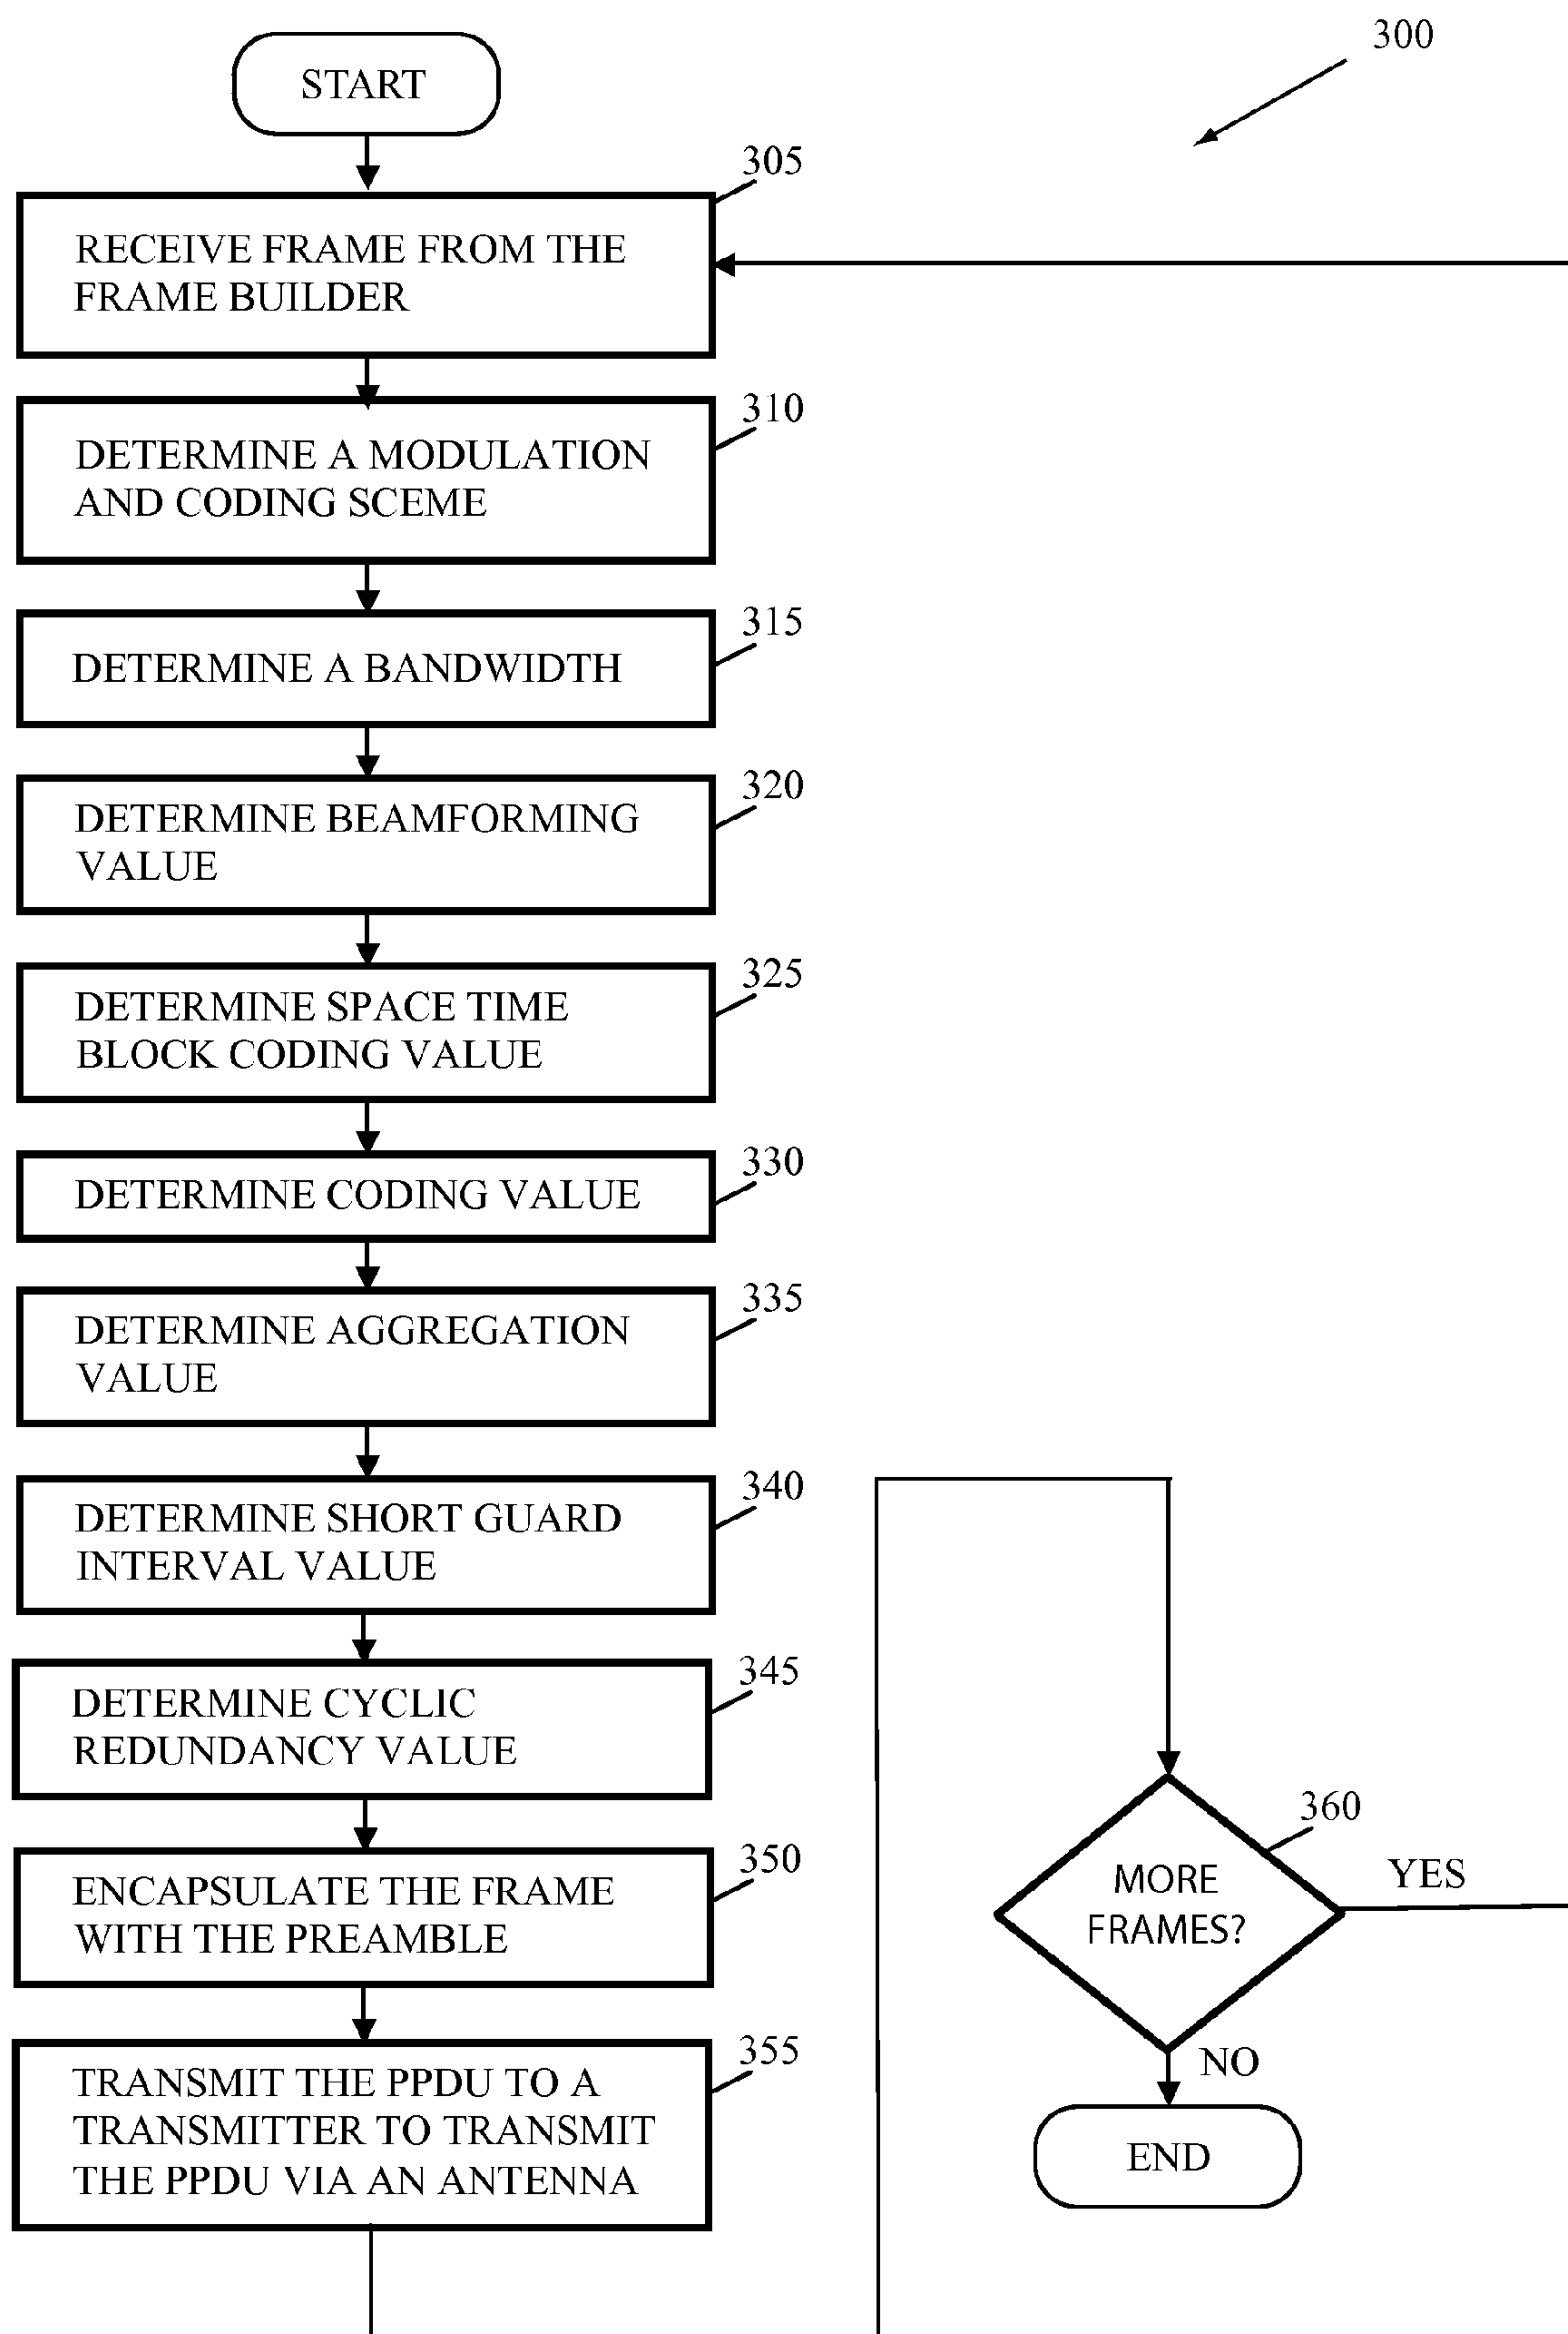 300
START
305
RECEIVE FRAME FROM THE
FRAME BUILDER
310
DETERMINE A MODULATION
AND CODING SCEME
315
DETERMINE A BANDWIDTH
320
DETERMINE BEAMFORMING
VALUE
325
DETERMINE SPACE TIME
BLOCK CODING VALUE
330
DETERMINE CODING VALUE
335
DETERMINE AGGREGATION
VALUE
340
DETERMINE SHORT GUARD
INTERVAL VALUE
345
DETERMINE CYCLIC
REDUNDANCY VALUE
350
ENCAPSULATE THE FRAME
WITH THE PREAMBLE
355
TRANSMIT THE PPDU TO A
TRANSMITTER TO TRANSMIT
THE PPDU VIA AN ANTENNA
360
MORE
FRAMES?
YES
NO
END